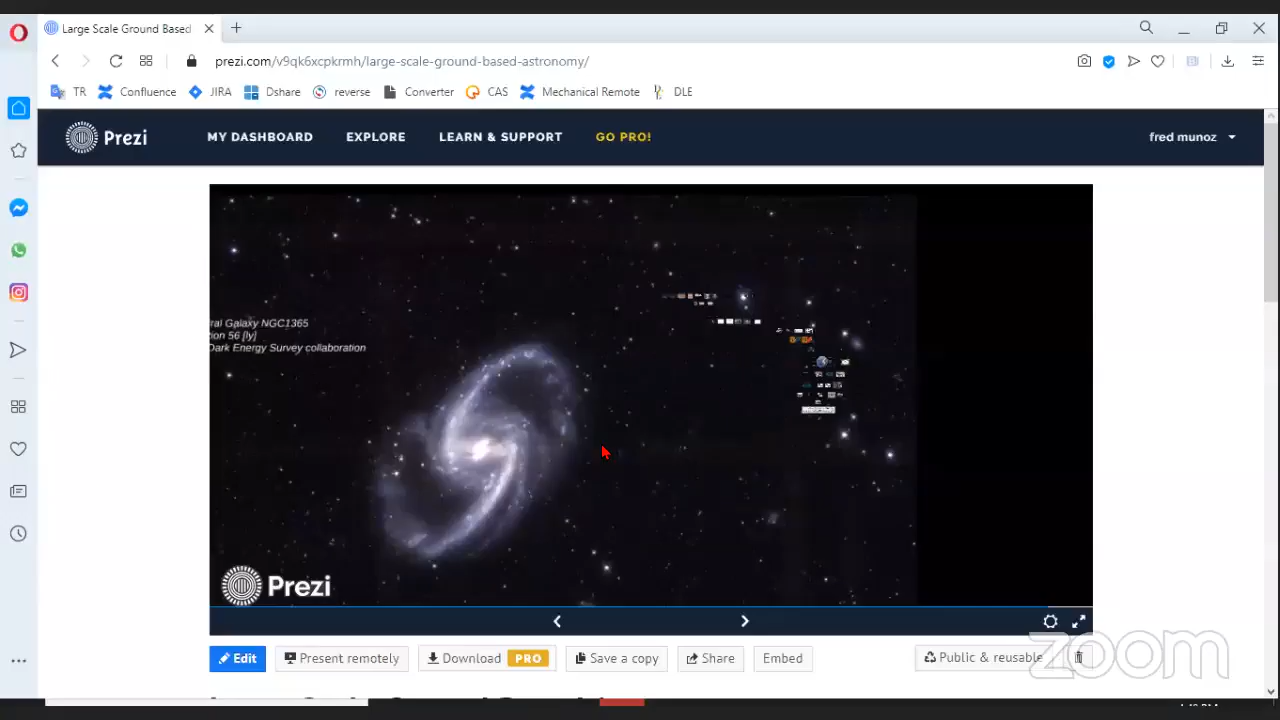 Large Scale Ground Based
prezi.com/v9qk6xcpkrmh/large-scale-ground-based-astronomy/
TR Confluence JIRA Dshare reverse Converter CAS Mechanical Remote DLE
Prezi MY DASHBOARD EXPLORE LEARN & SUPPORT GO PRO! fred munoz
ral Galaxy NGC1365
ion 56 [ly]
Dark Energy Survey collaboration
Prezi
Edit Present remotely Download PRO Save a copy Share Embed Public & reusable
zoom